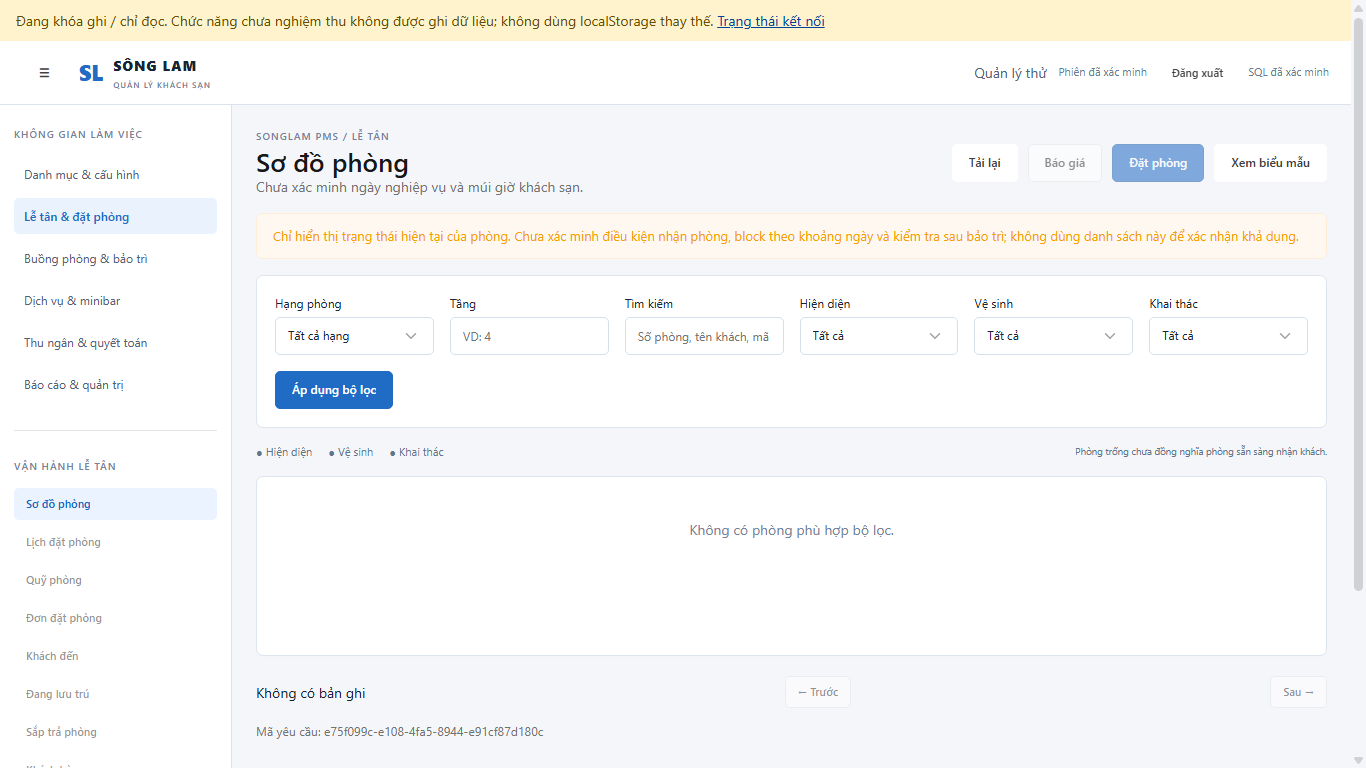 Đang khóa ghi / chỉ đọc. Chức năng chưa nghiệm thu không được ghi dữ liệu; không dùng localStorage thay thế. Trạng thái kết nối
☰
SL SÔNG LAM
QUẢN LÝ KHÁCH SẠN
Quản lý thử Phiên đã xác minh Đăng xuất SQL đã xác minh
KHÔNG GIAN LÀM VIỆC
Danh mục & cấu hình
Lễ tân & đặt phòng
Buồng phòng & bảo trì
Dịch vụ & minibar
Thu ngân & quyết toán
Báo cáo & quản trị
VẬN HÀNH LỄ TÂN
Sơ đồ phòng
Lịch đặt phòng
Quỹ phòng
Đơn đặt phòng
Khách đến
Đang lưu trú
Sắp trả phòng
SONGLAM PMS / LỄ TÂN
Sơ đồ phòng
Chưa xác minh ngày nghiệp vụ và múi giờ khách sạn.
Tải lại Báo giá Đặt phòng Xem biểu mẫu
Chỉ hiển thị trạng thái hiện tại của phòng. Chưa xác minh điều kiện nhận phòng, block theo khoảng ngày và kiểm tra sau bảo trì; không dùng danh sách này để xác nhận khả dụng.
Hạng phòng Tầng Tìm kiếm Hiện diện Vệ sinh Khai thác
Tất cả hạng VD: 4 Số phòng, tên khách, mã Tất cả Tất cả Tất cả
Áp dụng bộ lọc
● Hiện diện ● Vệ sinh ● Khai thác
Phòng trống chưa đồng nghĩa phòng sẵn sàng nhận khách.
Không có phòng phù hợp bộ lọc.
Không có bản ghi ← Trước Sau →
Mã yêu cầu: e75f099c-e108-4fa5-8944-e91cf87d180c